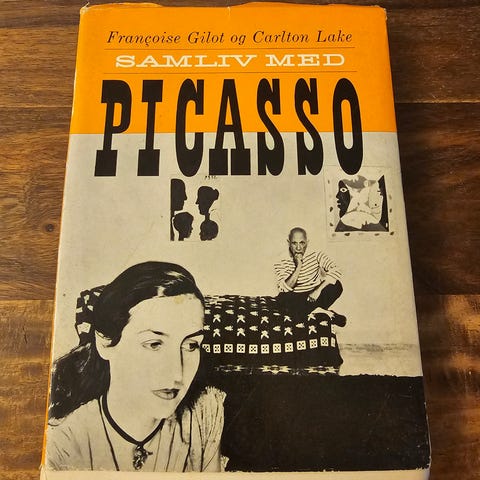 Françoise Gilot og Carlton Lake
SAMLIV MED
PICASSO